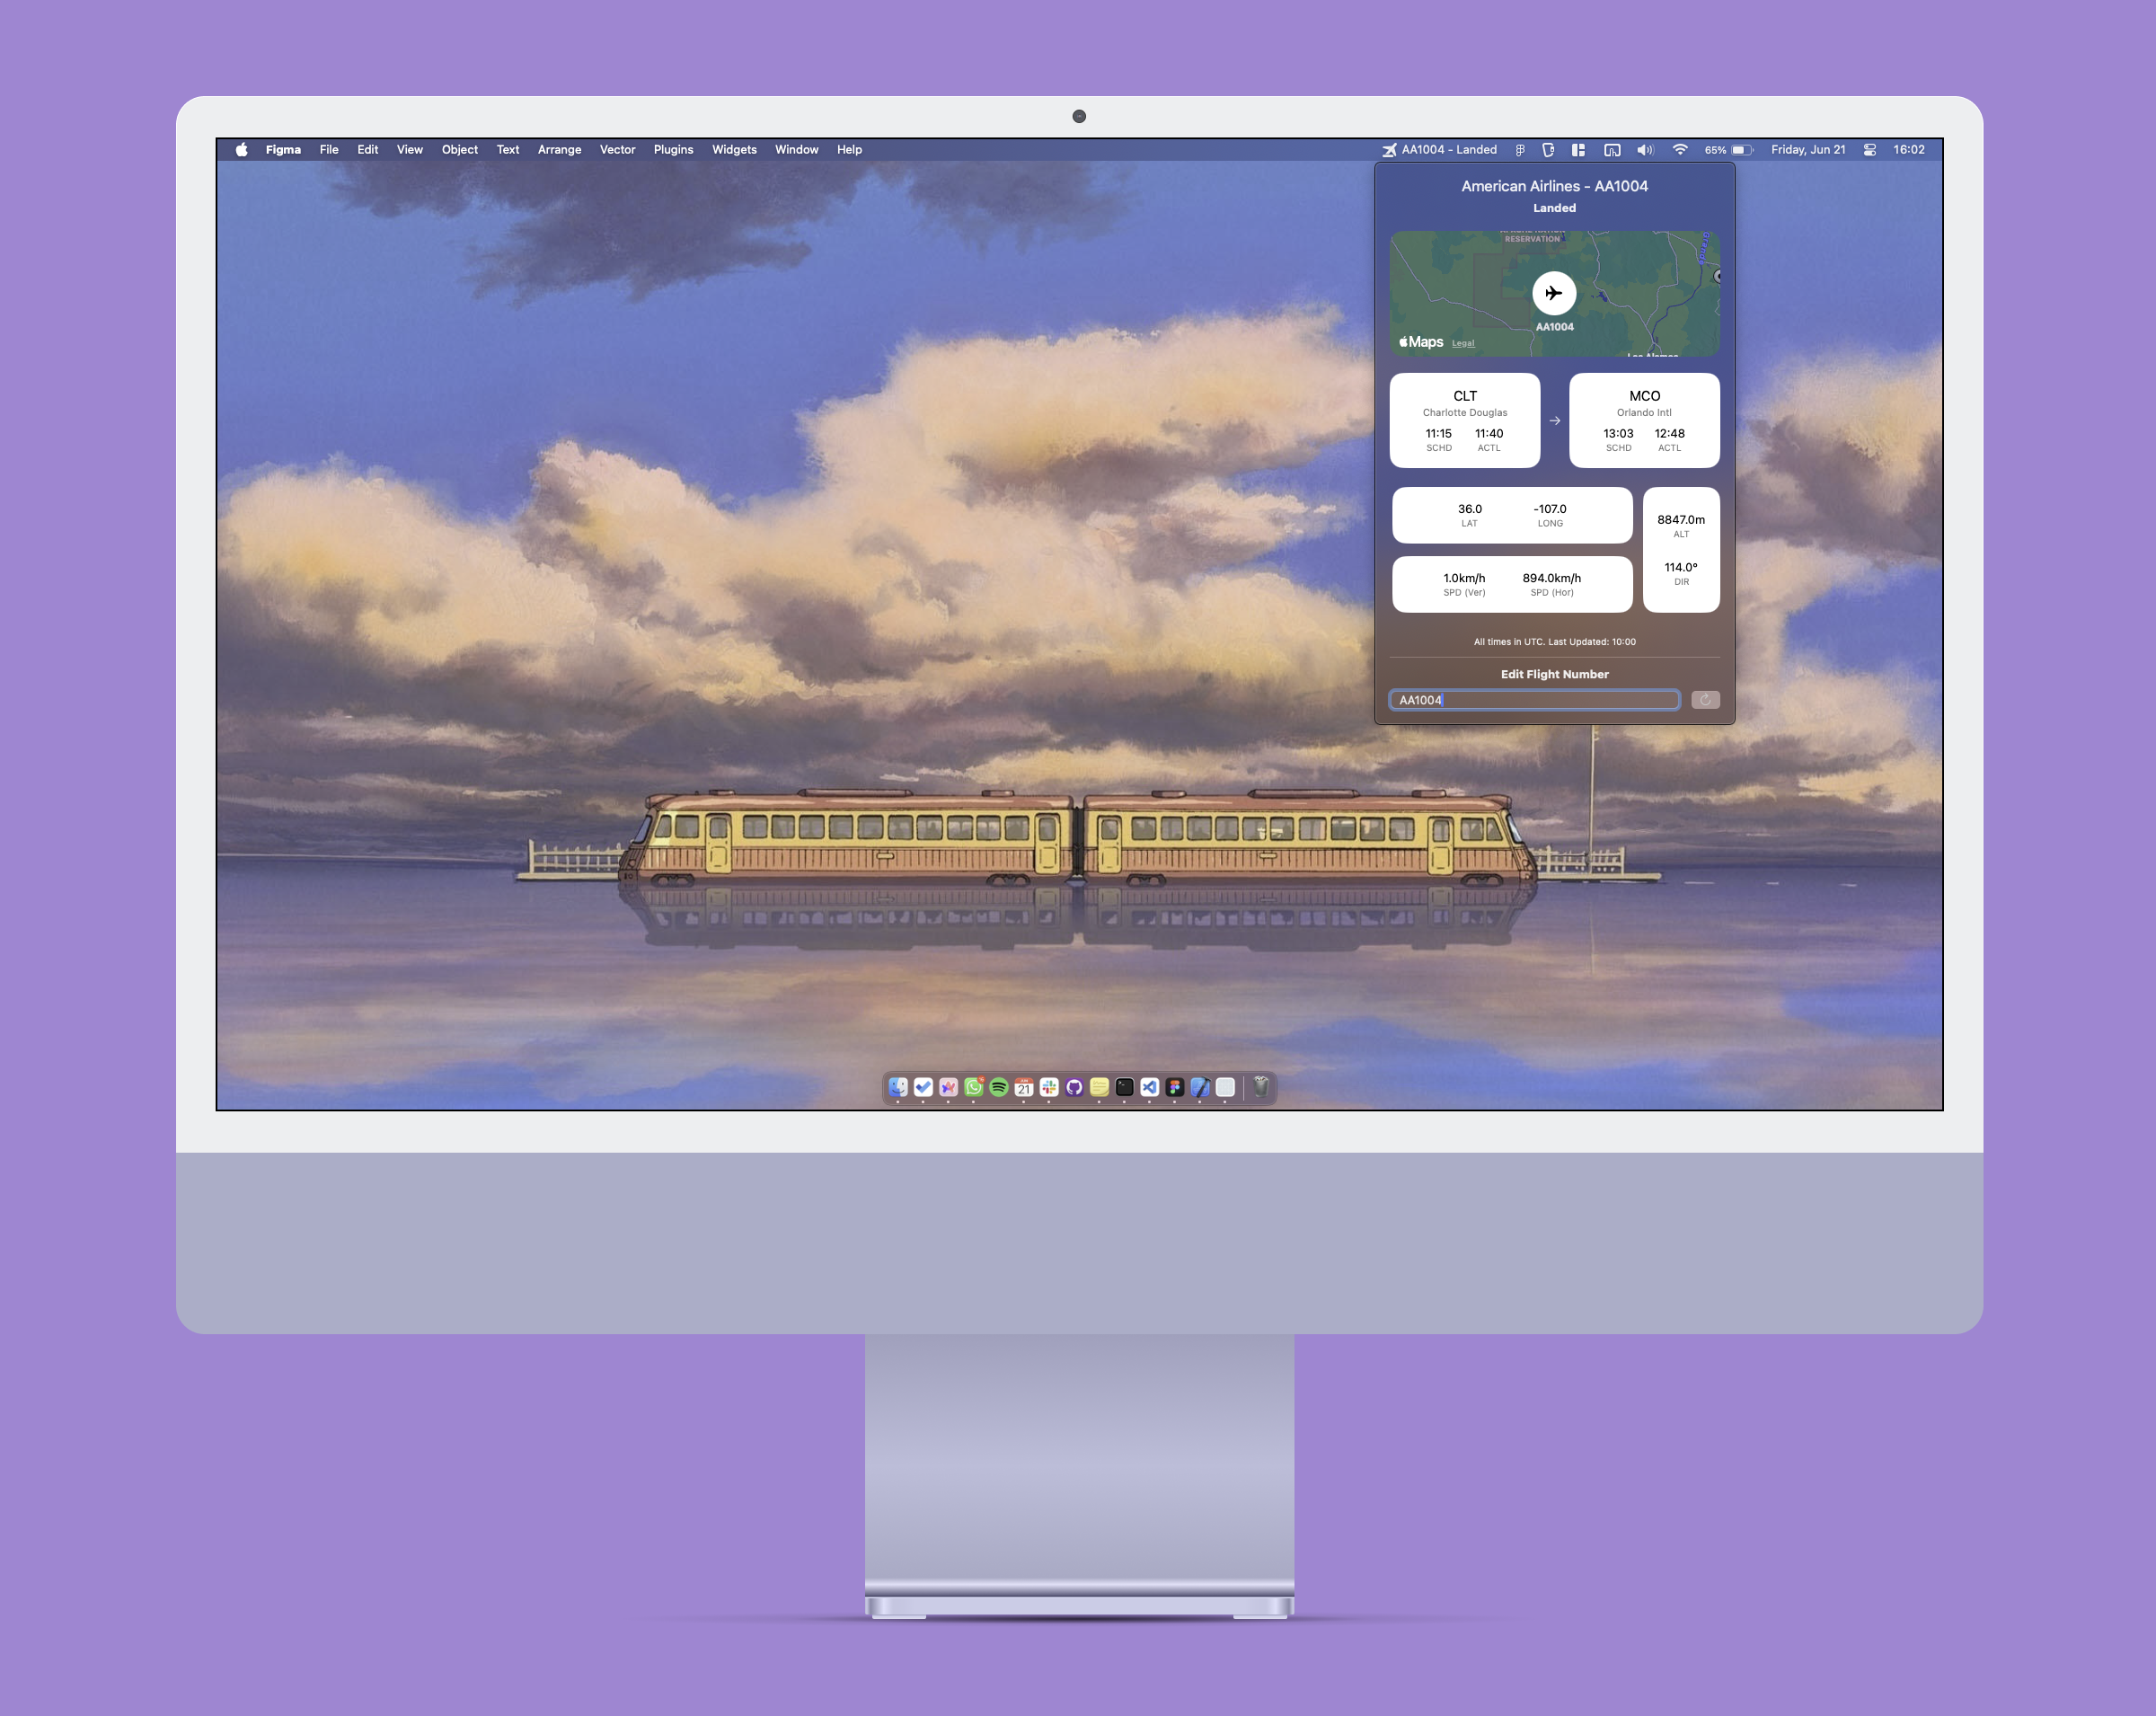 Figma File Edit View Object Text Arrange Vector Plugins Widgets Window Help
AA1004 - Landed 65% Friday, Jun 21 16:02
American Airlines - AA1004
Landed
RESERVATION
AA1004
Maps Legal
CLT
Charlotte Douglas
11:15 11:40
SCHD ACTL
→
MCO
Orlando Intl
13:03 12:48
SCHD ACTL
36.0 -107.0
LAT LONG
8847.0m
ALT
1.0km/h 894.0km/h
SPD (Ver) SPD (Hor)
114.0°
DIR
All times in UTC. Last Updated: 10:00
Edit Flight Number
AA1004
21